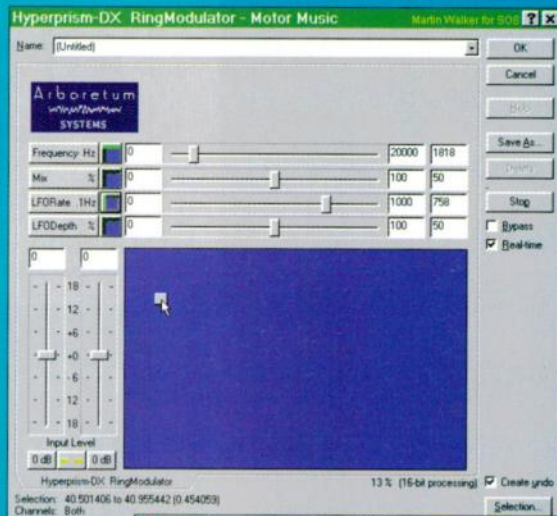 Hyperprism-DX RingModulator - Motor Music Martin Walker for SOS
Name: (Untitled)
OK
Cancel
Arboretum
SYSTEMS
Save As...
Delete
Frequency Hz 0 20000 1818
Mix % 0 100 50
LFORate .1Hz 0 1000 758
LFODepth % 0 100 50
Stop
Bypass
Real-time
0 0
- 18 -
- 12 -
- +6 -
- +0 -
- 6 -
- 12 -
- 18 -
Input Level
0 dB 0 dB
Hyperprism-DX RingModulator 13 % (16-bit processing)
Create undo
Selection: 40.501406 to 40.955442 (0.454059)
Channels: Both
Selection...